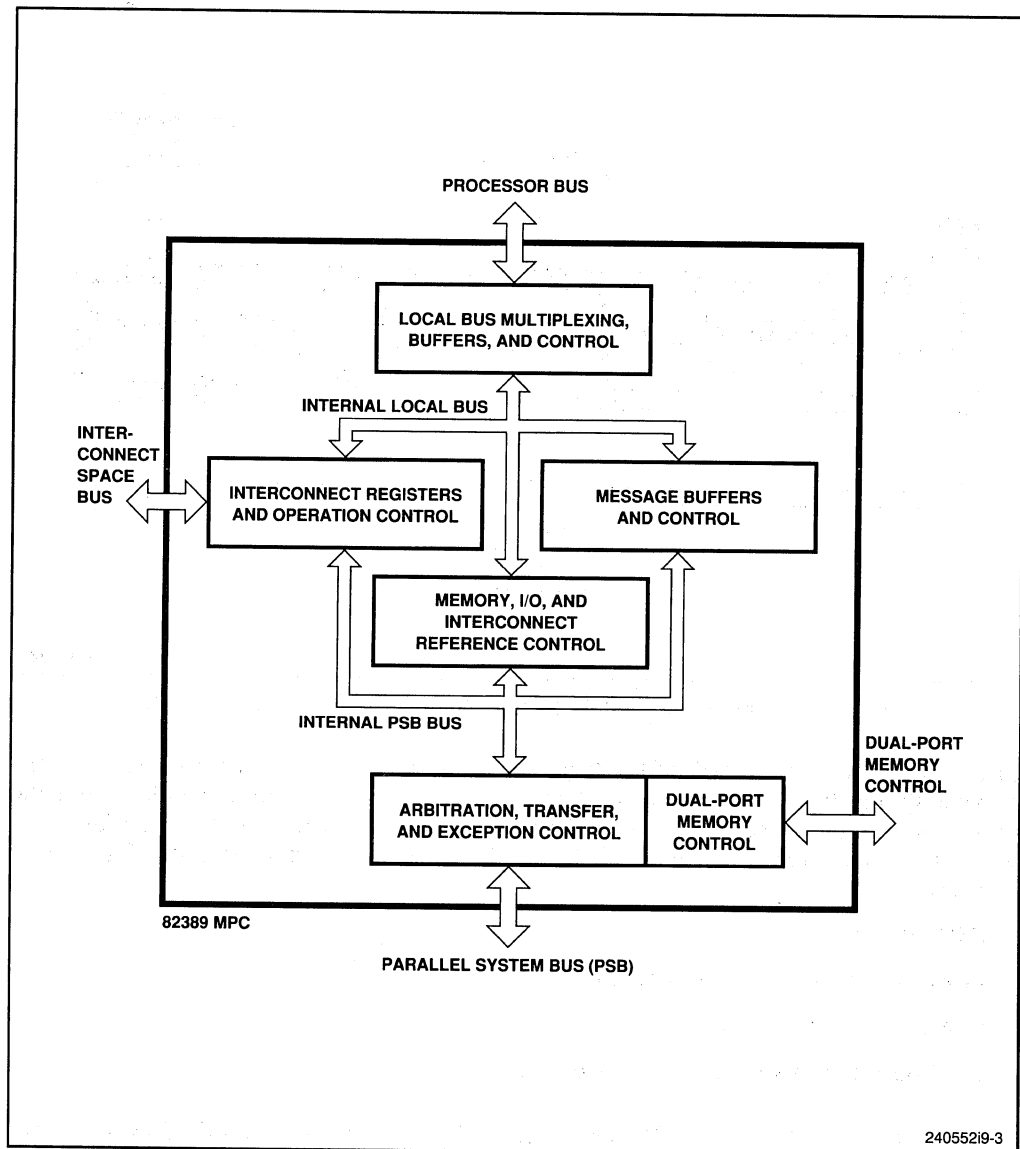 PROCESSOR BUS
LOCAL BUS MULTIPLEXING,
BUFFERS, AND CONTROL
INTERNAL LOCAL BUS
INTER-
CONNECT
SPACE
BUS
INTERCONNECT REGISTERS
AND OPERATION CONTROL
MESSAGE BUFFERS
AND CONTROL
MEMORY, I/O, AND
INTERCONNECT
REFERENCE CONTROL
INTERNAL PSB BUS
DUAL-PORT
MEMORY
CONTROL
ARBITRATION, TRANSFER,
AND EXCEPTION CONTROL
DUAL-PORT
MEMORY
CONTROL
82389 MPC
PARALLEL SYSTEM BUS (PSB)
240552i9-3